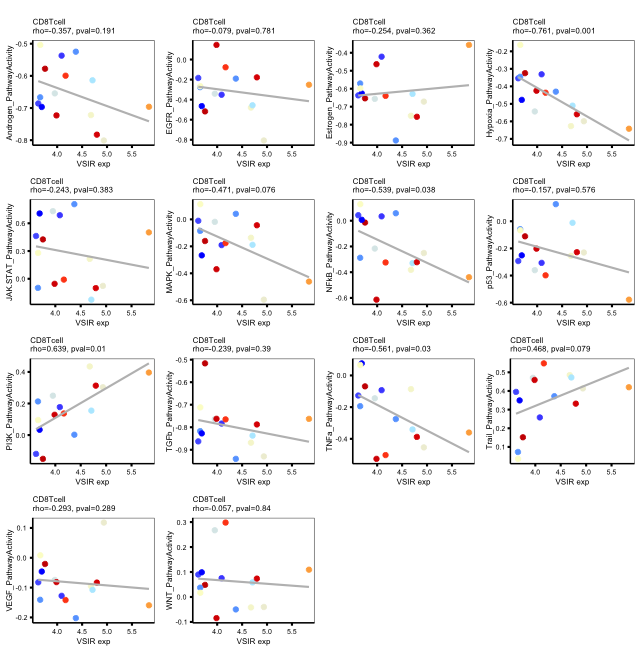 CD8Tcell
rho=-0.357, pval=0.191
Androgen_PathwayActivity
-0.5
-0.6
-0.7
-0.8
4.0 4.5 5.0 5.5
VSIR exp
CD8Tcell
rho=-0.079, pval=0.781
EGFR_PathwayActivity
0.0
-0.2
-0.4
-0.6
-0.8
4.0 4.5 5.0 5.5
VSIR exp
CD8Tcell
rho=-0.254, pval=0.362
Estrogen_PathwayActivity
-0.4
-0.5
-0.6
-0.7
-0.8
-0.9
4.0 4.5 5.0 5.5
VSIR exp
CD8Tcell
rho=-0.761, pval=0.001
Hypoxia_PathwayActivity
-0.2
-0.3
-0.4
-0.5
-0.6
-0.7
4.0 4.5 5.0 5.5
VSIR exp
CD8Tcell
rho=-0.243, pval=0.383
JAK.STAT_PathwayActivity
0.6
0.3
0.0
4.0 4.5 5.0 5.5
VSIR exp
CD8Tcell
rho=-0.471, pval=0.076
MAPK_PathwayActivity
0.0
-0.2
-0.4
-0.6
4.0 4.5 5.0 5.5
VSIR exp
CD8Tcell
rho=-0.539, pval=0.038
NFkB_PathwayActivity
0.0
-0.2
-0.4
-0.6
4.0 4.5 5.0 5.5
VSIR exp
CD8Tcell
rho=-0.157, pval=0.576
p53_PathwayActivity
0.0
-0.2
-0.4
-0.6
4.0 4.5 5.0 5.5
VSIR exp
CD8Tcell
rho=0.639, pval=0.01
PI3K_PathwayActivity
0.4
0.2
0.0
4.0 4.5 5.0 5.5
VSIR exp
CD8Tcell
rho=-0.239, pval=0.39
TGFb_PathwayActivity
-0.5
-0.6
-0.7
-0.8
-0.9
4.0 4.5 5.0 5.5
VSIR exp
CD8Tcell
rho=-0.561, pval=0.03
TNFa_PathwayActivity
0.0
-0.2
-0.4
4.0 4.5 5.0 5.5
VSIR exp
CD8Tcell
rho=0.468, pval=0.079
Trail_PathwayActivity
0.5
0.4
0.3
0.2
0.1
4.0 4.5 5.0 5.5
VSIR exp
CD8Tcell
rho=-0.293, pval=0.289
VEGF_PathwayActivity
0.1
0.0
-0.1
-0.2
4.0 4.5 5.0 5.5
VSIR exp
CD8Tcell
rho=-0.057, pval=0.84
WNT_PathwayActivity
0.3
0.2
0.1
0.0
-0.1
4.0 4.5 5.0 5.5
VSIR exp